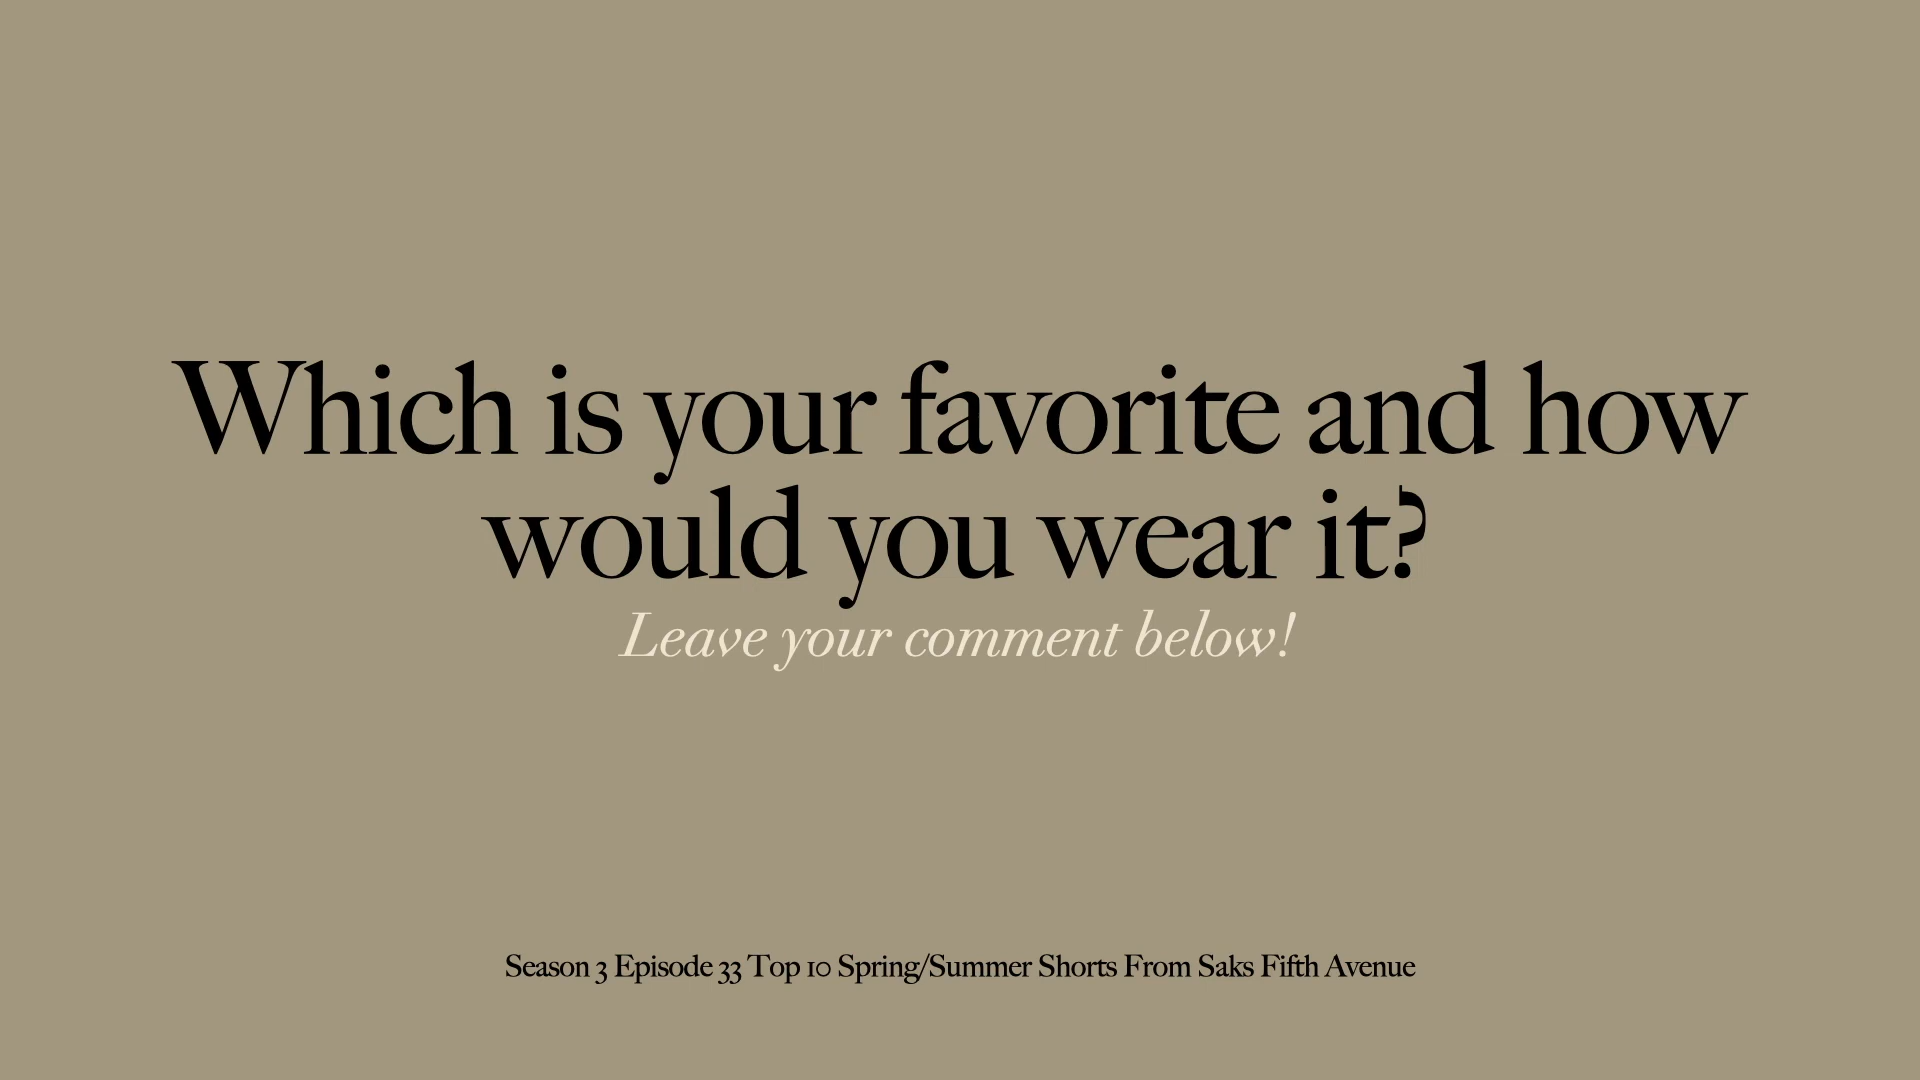 Which is your favorite and how
would you wear it?
Leave your comment below!
Season 3 Episode 33 Top 10 Spring/Summer Shorts From Saks Fifth Avenue